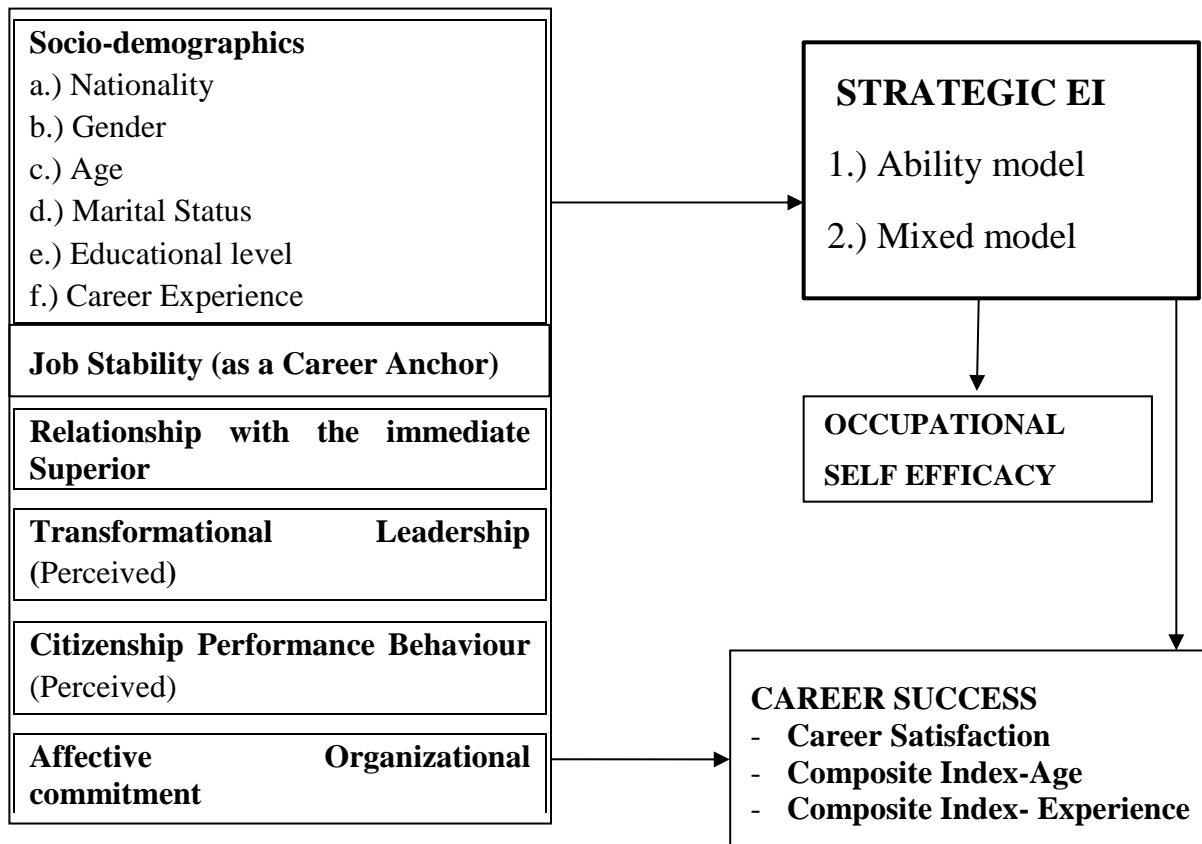 Socio-demographics
a.) Nationality
b.) Gender
c.) Age
d.) Marital Status
e.) Educational level
f.) Career Experience
Job Stability (as a Career Anchor)
Relationship with the immediate
Superior
Transformational Leadership
(Perceived)
Citizenship Performance Behaviour
(Perceived)
Affective Organizational
commitment
STRATEGIC EI
1.) Ability model
2.) Mixed model
OCCUPATIONAL
SELF EFFICACY
CAREER SUCCESS
- Career Satisfaction
- Composite Index-Age
- Composite Index- Experience